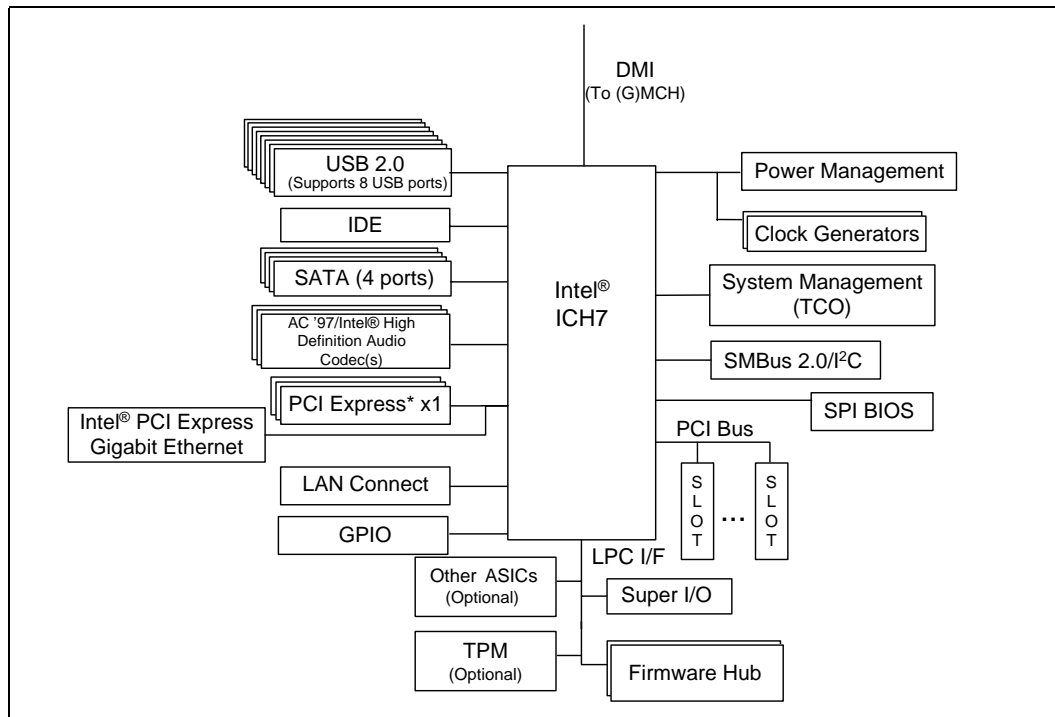 DMI
(To (G)MCH)
USB 2.0
(Supports 8 USB ports)
IDE
SATA (4 ports)
AC '97/Intel® High
Definition Audio
Codec(s)
PCI Express* x1
Intel® PCI Express
Gigabit Ethernet
LAN Connect
GPIO
Intel®
ICH7
Power Management
Clock Generators
System Management
(TCO)
SMBus 2.0/I²C
SPI BIOS
PCI Bus
SLOT
...
SLOT
LPC I/F
Other ASICs
(Optional)
Super I/O
TPM
(Optional)
Firmware Hub